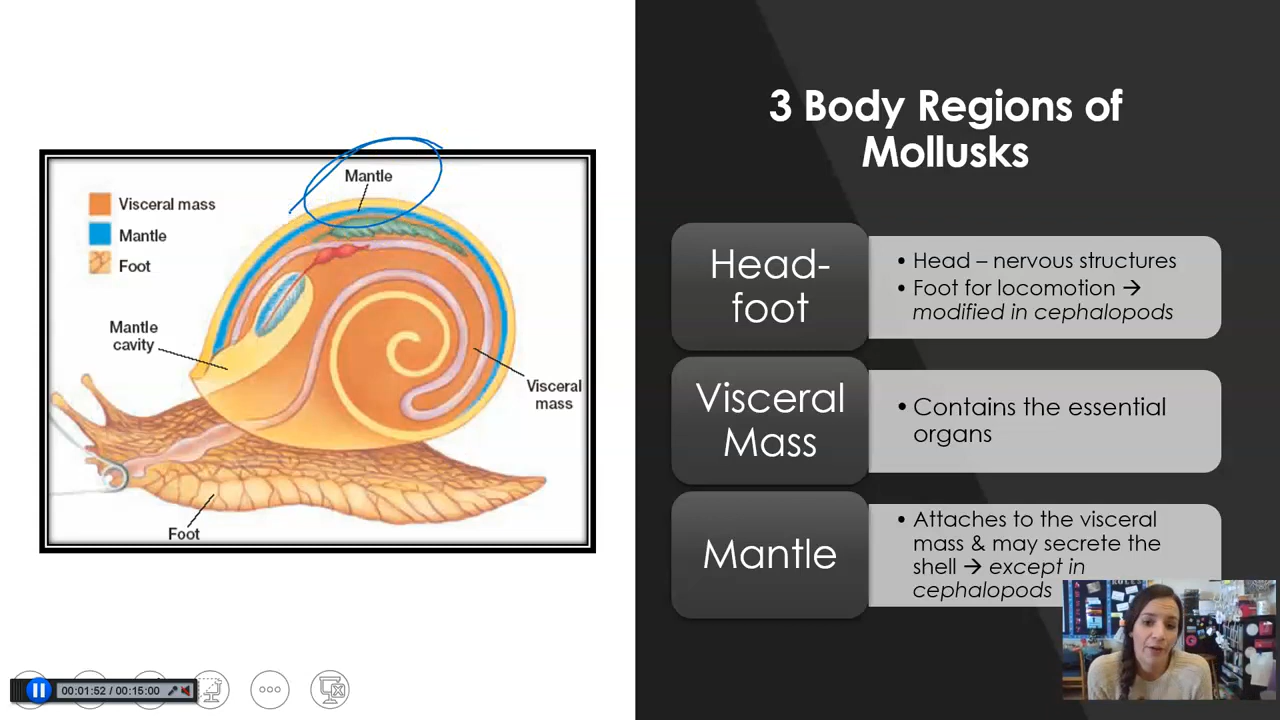 3 Body Regions of
Mollusks
Mantle
Visceral mass
Mantle
Foot
Mantle
cavity
Visceral
mass
Foot
Head-
foot
• Head – nervous structures
• Foot for locomotion →
modified in cephalopods
Visceral
Mass
• Contains the essential
organs
Mantle
• Attaches to the visceral
mass & may secrete the
shell → except in
cephalopods
00:01:52 / 00:15:00